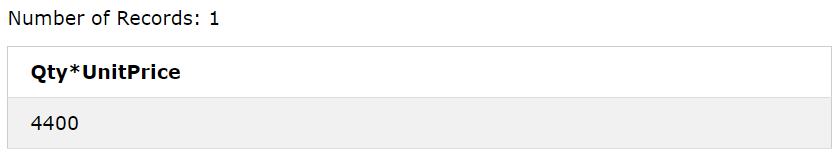 Number of Records: 1
Qty*UnitPrice
4400